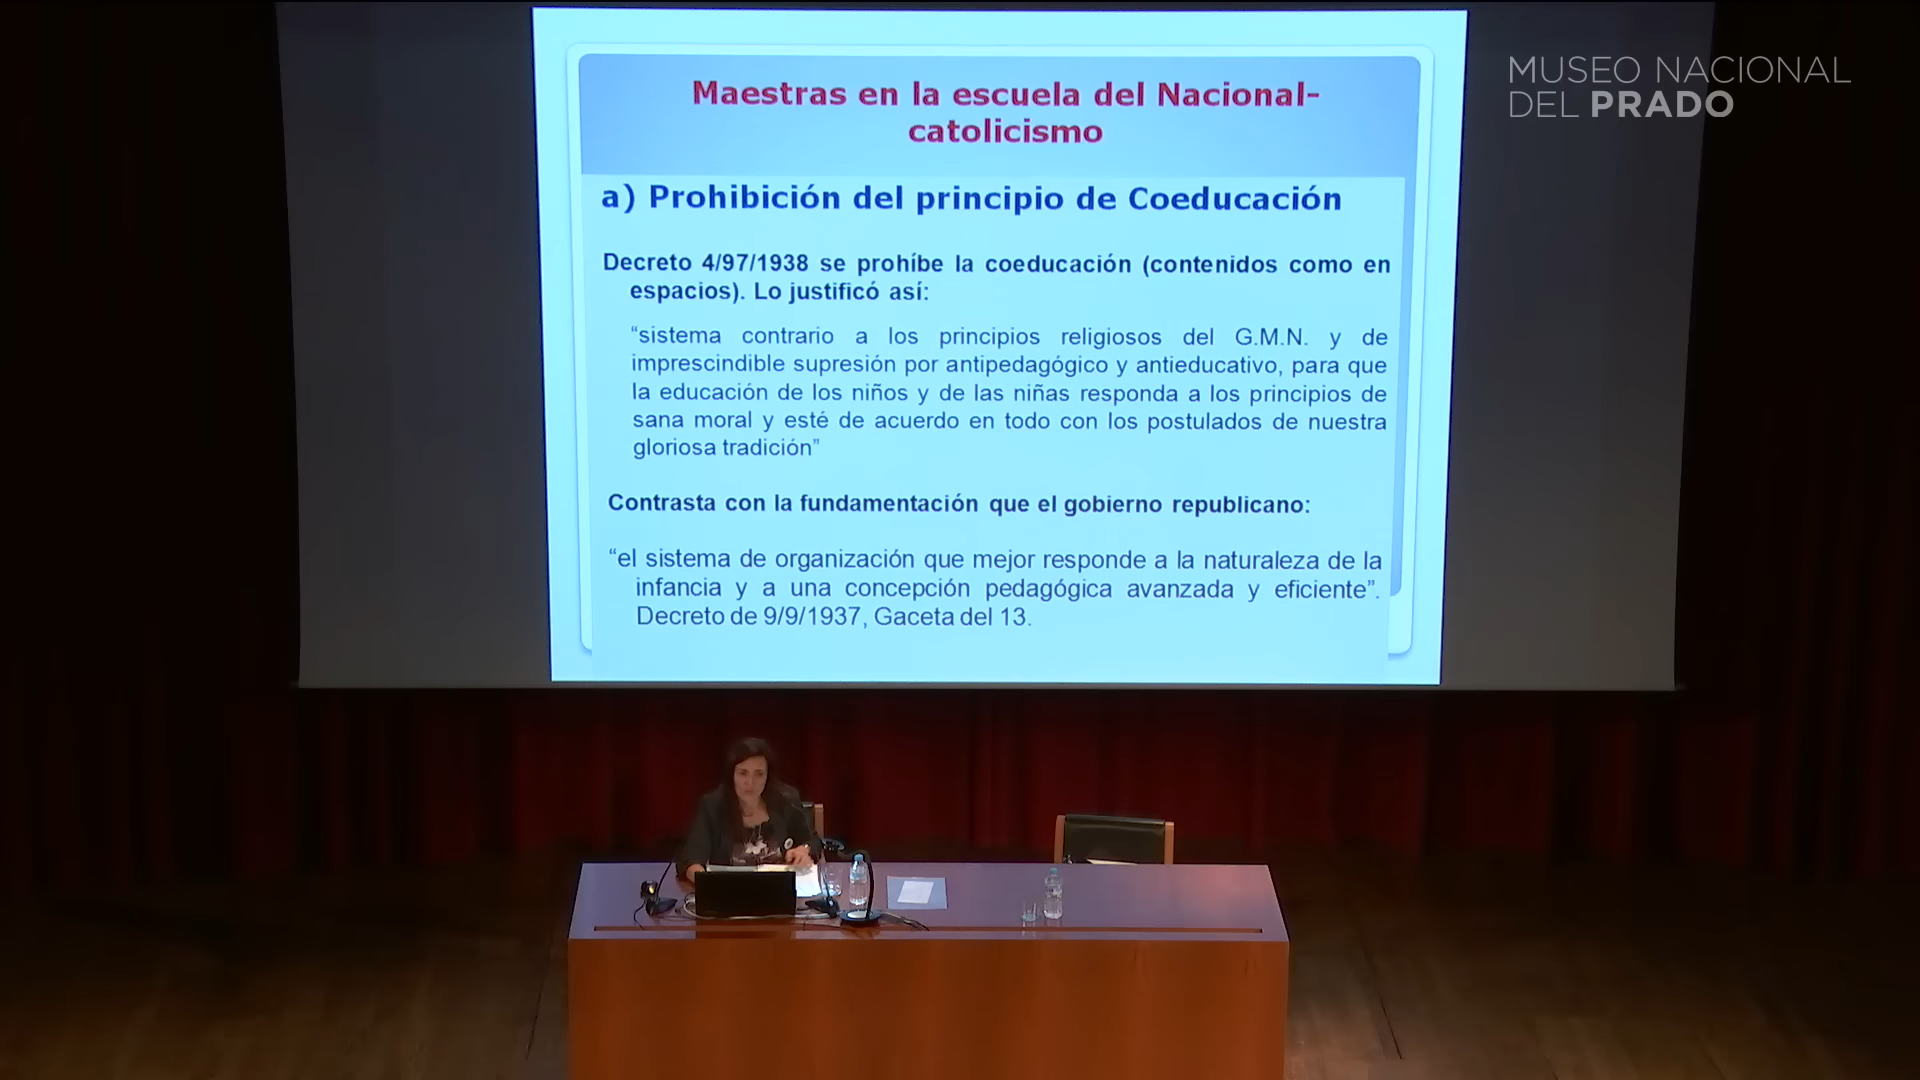 MUSEO NACIONAL
DEL PRADO
Maestras en la escuela del Nacional-
catolicismo
a) Prohibición del principio de Coeducación
Decreto 4/97/1938 se prohíbe la coeducación (contenidos como en
espacios). Lo justificó así:
“sistema contrario a los principios religiosos del G.M.N. y de
imprescindible supresión por antipedagógico y antieducativo, para que
la educación de los niños y de las niñas responda a los principios de
sana moral y esté de acuerdo en todo con los postulados de nuestra
gloriosa tradición”
Contrasta con la fundamentación que el gobierno republicano:
“el sistema de organización que mejor responde a la naturaleza de la
infancia y a una concepción pedagógica avanzada y eficiente”.
Decreto de 9/9/1937, Gaceta del 13.